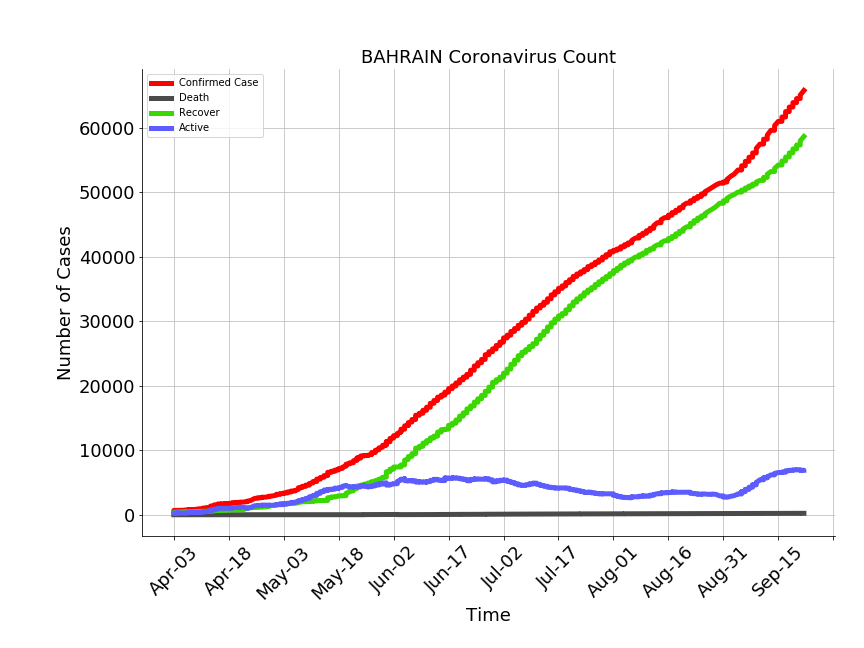 BAHRAIN Coronavirus Count
Confirmed Case
Death
Recover
Active
Number of Cases
60000
50000
40000
30000
20000
10000
0
Apr-03
Apr-18
May-03
May-18
Jun-02
Jun-17
Jul-02
Jul-17
Aug-01
Aug-16
Aug-31
Sep-15
Time